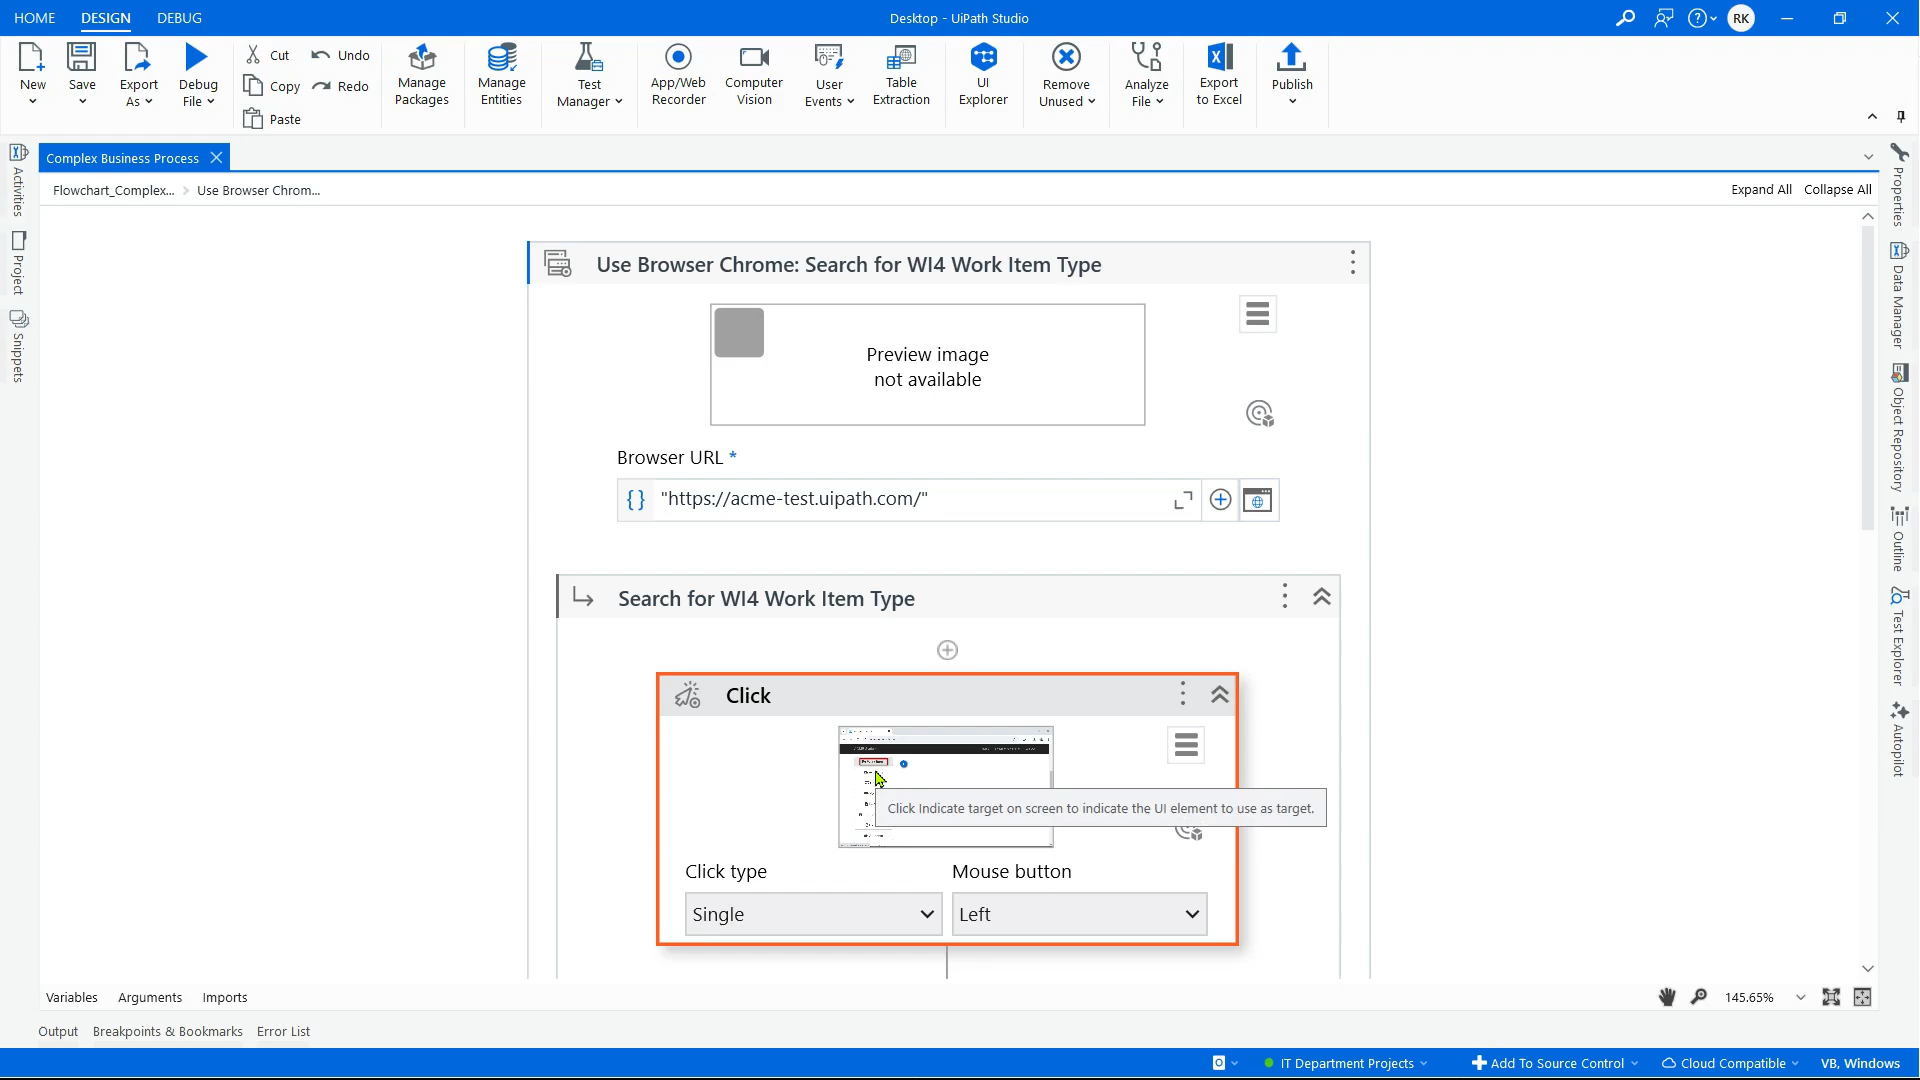 HOME DESIGN DEBUG
Desktop - UiPath Studio
RK
New
Save
Export
As
Debug
File
Cut
Undo
Copy
Redo
Paste
Manage
Packages
Manage
Entities
Test
Manager
App/Web
Recorder
Computer
Vision
User
Events
Table
Extraction
UI
Explorer
Remove
Unused
Analyze
File
Export
to Excel
Publish
Complex Business Process
Flowchart_Complex... > Use Browser Chrom...
Expand All Collapse All
Activities
Project
Snippets
Properties
Data Manager
Object Repository
Outline
Test Explorer
Autopilot
Use Browser Chrome: Search for WI4 Work Item Type
Preview image
not available
Browser URL *
{} "https://acme-test.uipath.com/"
Search for WI4 Work Item Type
Click
Click Indicate target on screen to indicate the UI element to use as target.
Click type
Mouse button
Single
Left
Variables Arguments Imports
145.65%
Output Breakpoints & Bookmarks Error List
IT Department Projects
Add To Source Control
Cloud Compatible
VB, Windows